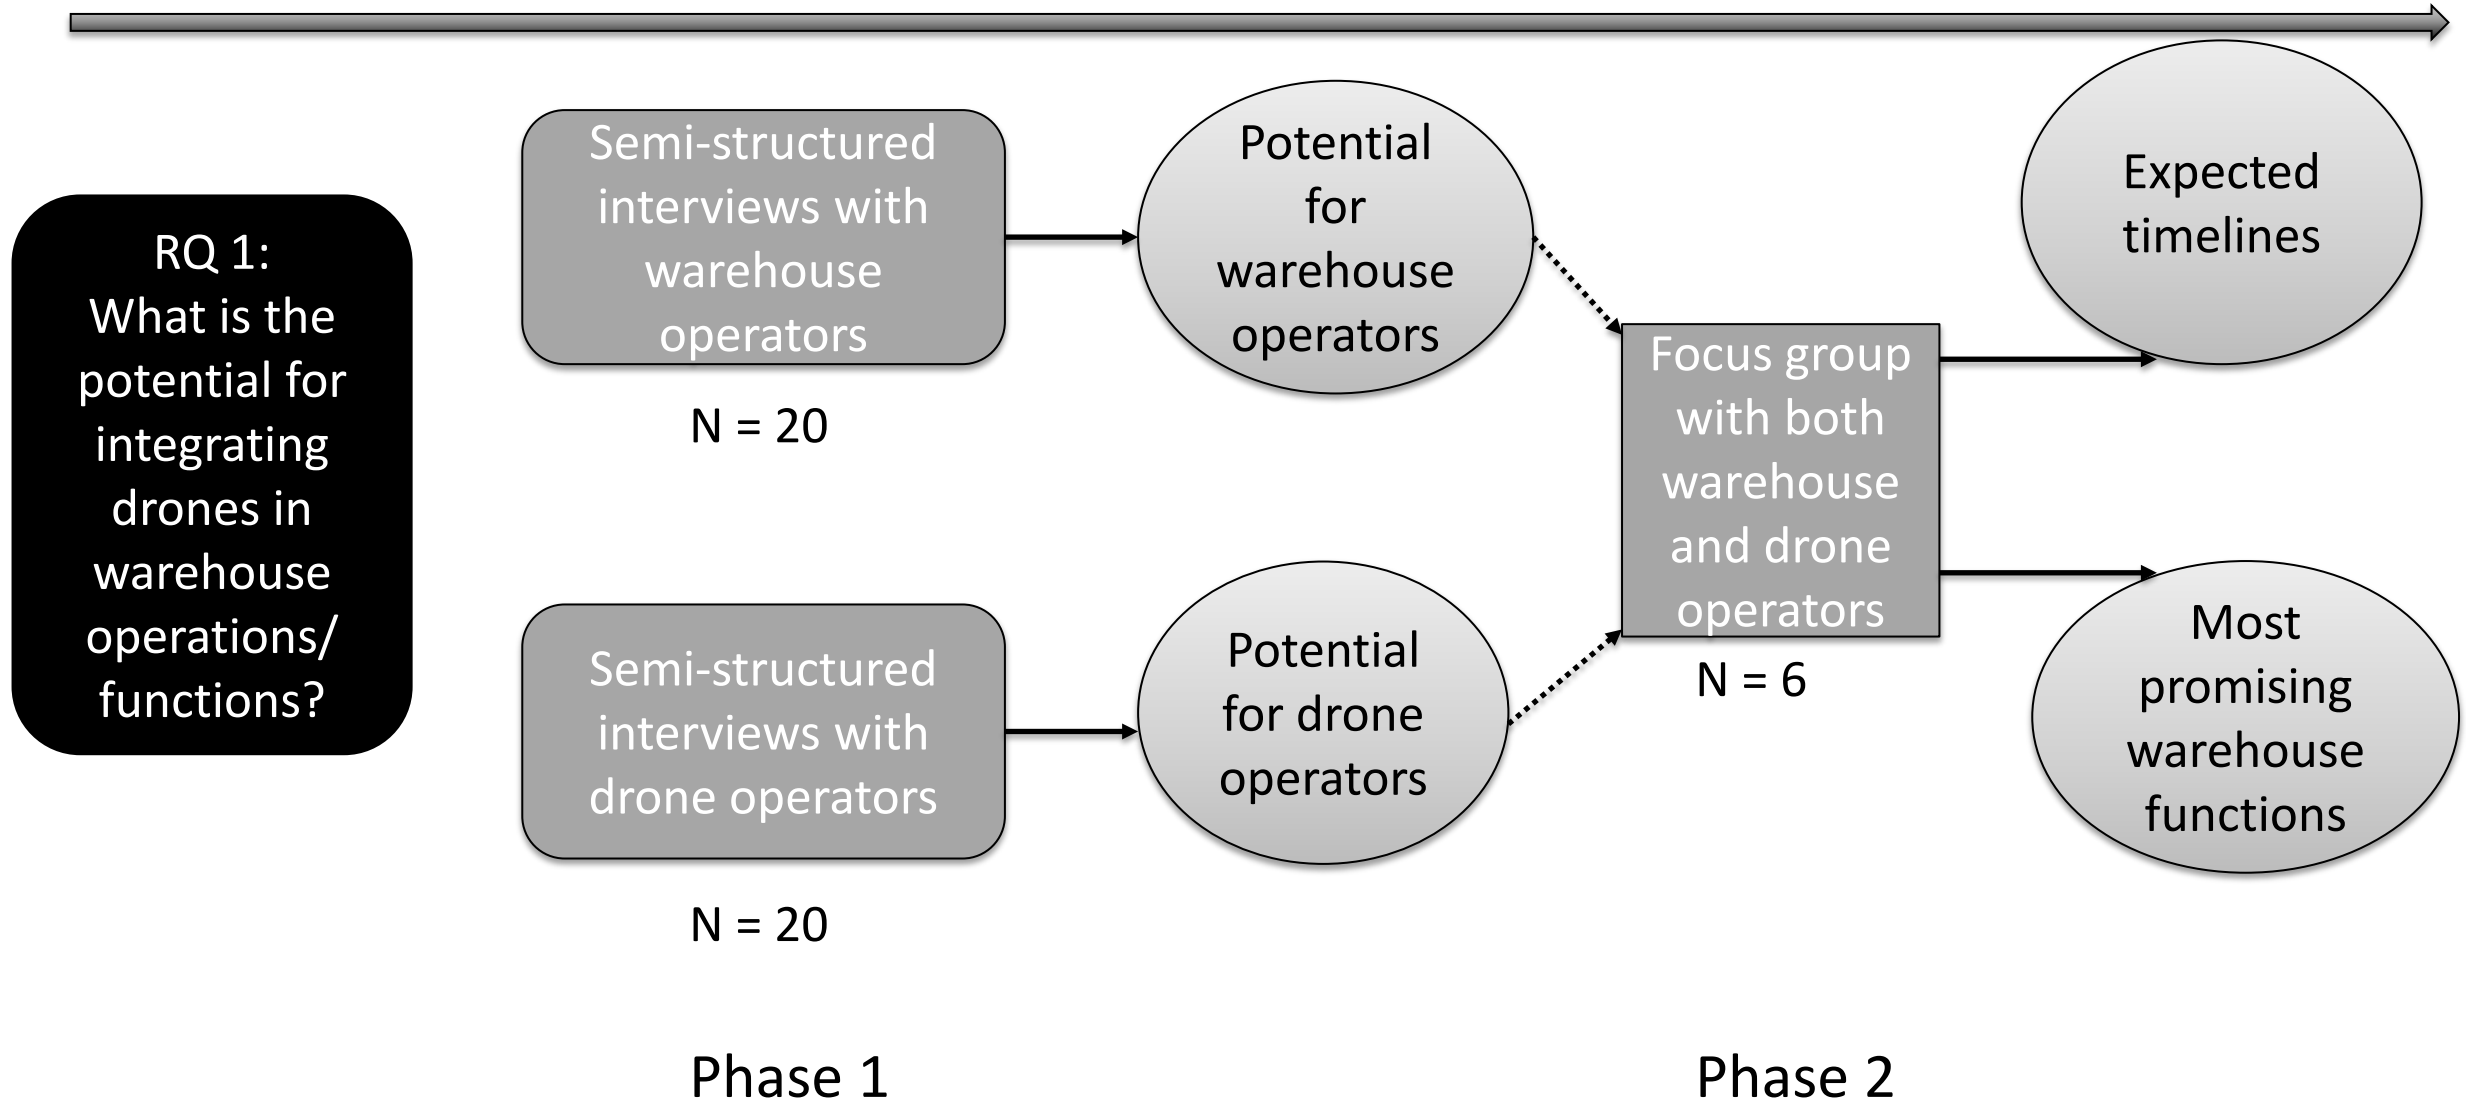 RQ 1:
What is the
potential for
integrating
drones in
warehouse
operations/
functions?
Semi-structured
interviews with
warehouse
operators
N = 20
Potential
for
warehouse
operators
Semi-structured
interviews with
drone operators
N = 20
Potential
for drone
operators
Focus group
with both
warehouse
and drone
operators
N = 6
Expected
timelines
Most
promising
warehouse
functions
Phase 1
Phase 2